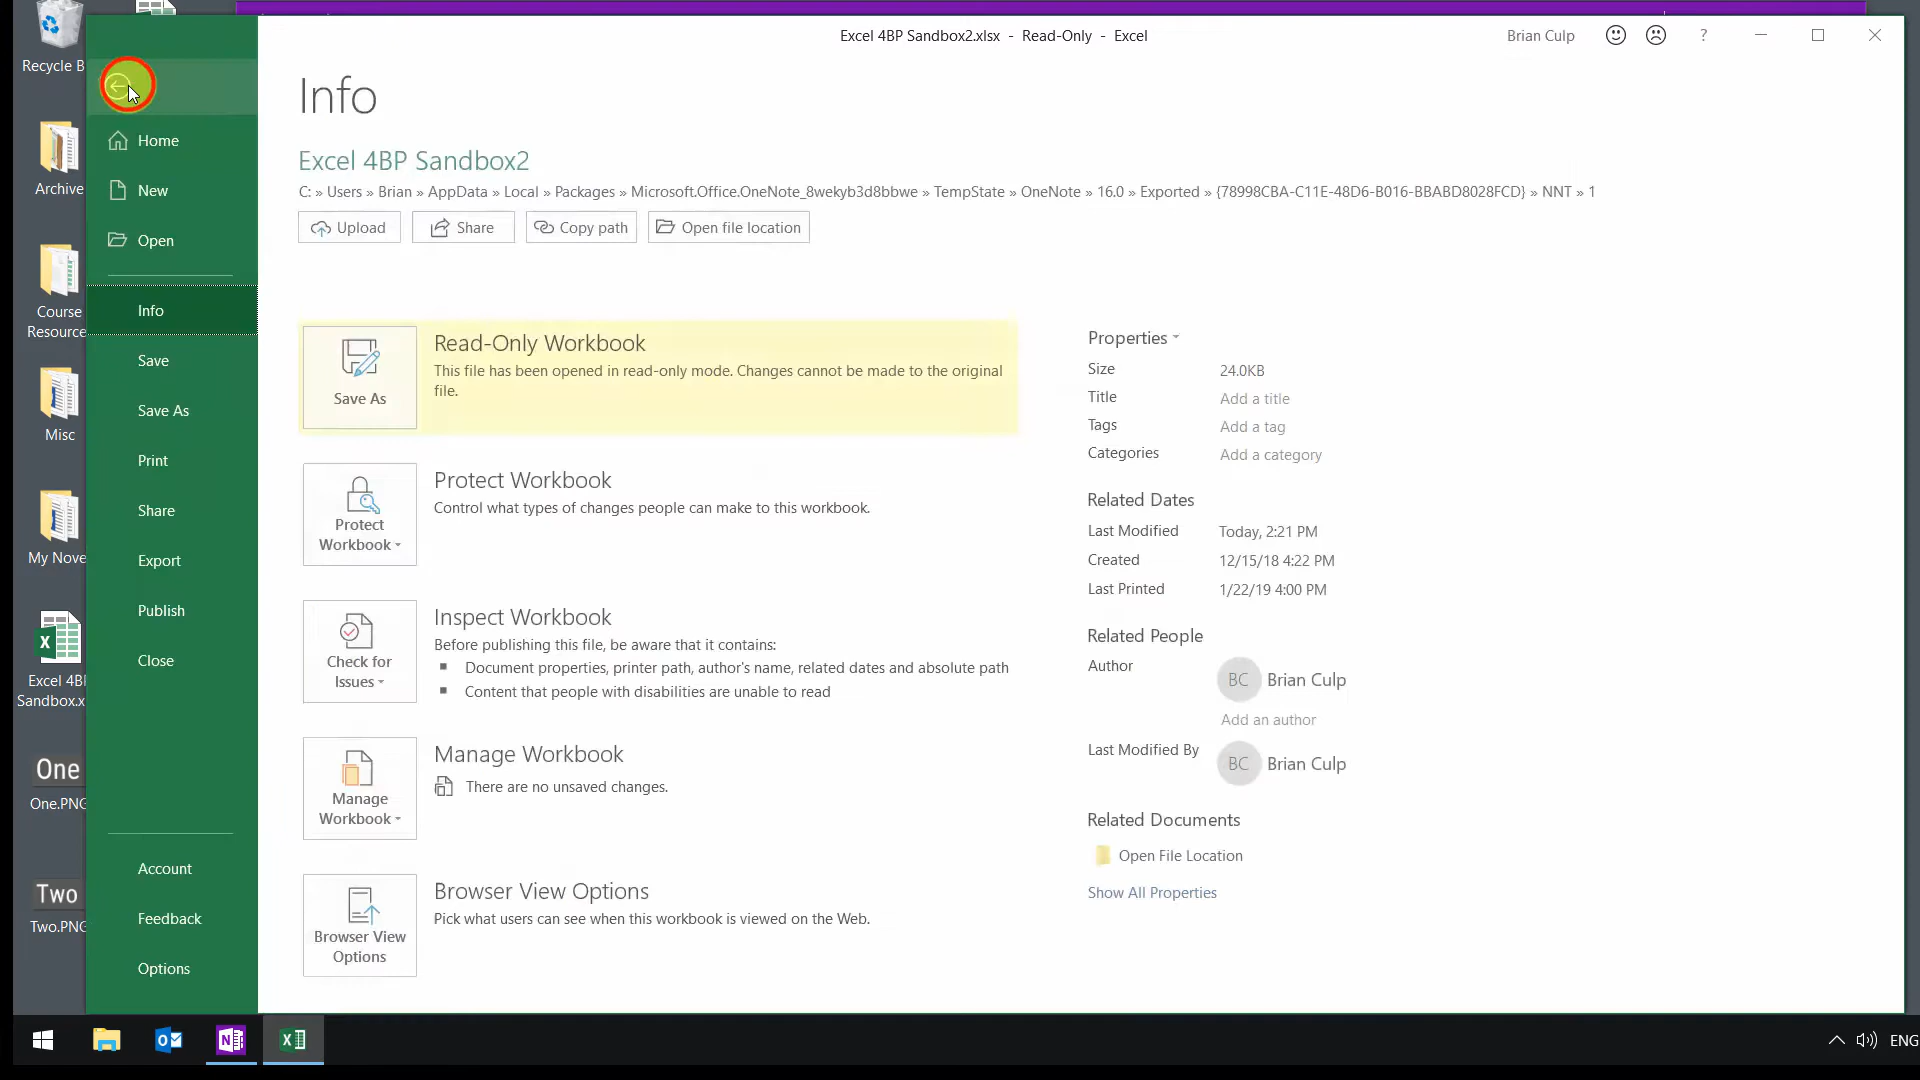 Excel 4BP Sandbox2.xlsx - Read-Only - Excel
Brian Culp
?
Recycle B
Archive
Course
Resource
Misc
My Nove
Excel 4B
Sandbox.x
One
One.PNG
Two
Two.PNG
Home
New
Open
Info
Save
Save As
Print
Share
Export
Publish
Close
Account
Feedback
Options
Info
Excel 4BP Sandbox2
C: » Users » Brian » AppData » Local » Packages » Microsoft.Office.OneNote_8wekyb3d8bbwe » TempState » OneNote » 16.0 » Exported » {78998CBA-C11E-48D6-B016-BBABD8028FCD} » NNT » 1
Upload
Share
Copy path
Open file location
Save As
Read-Only Workbook
This file has been opened in read-only mode. Changes cannot be made to the original
file.
Protect
Workbook
Protect Workbook
Control what types of changes people can make to this workbook.
Check for
Issues
Inspect Workbook
Before publishing this file, be aware that it contains:
Document properties, printer path, author's name, related dates and absolute path
Content that people with disabilities are unable to read
Manage
Workbook
Manage Workbook
There are no unsaved changes.
Browser View
Options
Browser View Options
Pick what users can see when this workbook is viewed on the Web.
Properties
Size 24.0KB
Title Add a title
Tags Add a tag
Categories Add a category
Related Dates
Last Modified Today, 2:21 PM
Created 12/15/18 4:22 PM
Last Printed 1/22/19 4:00 PM
Related People
Author BC Brian Culp
Add an author
Last Modified By BC Brian Culp
Related Documents
Open File Location
Show All Properties
ENG